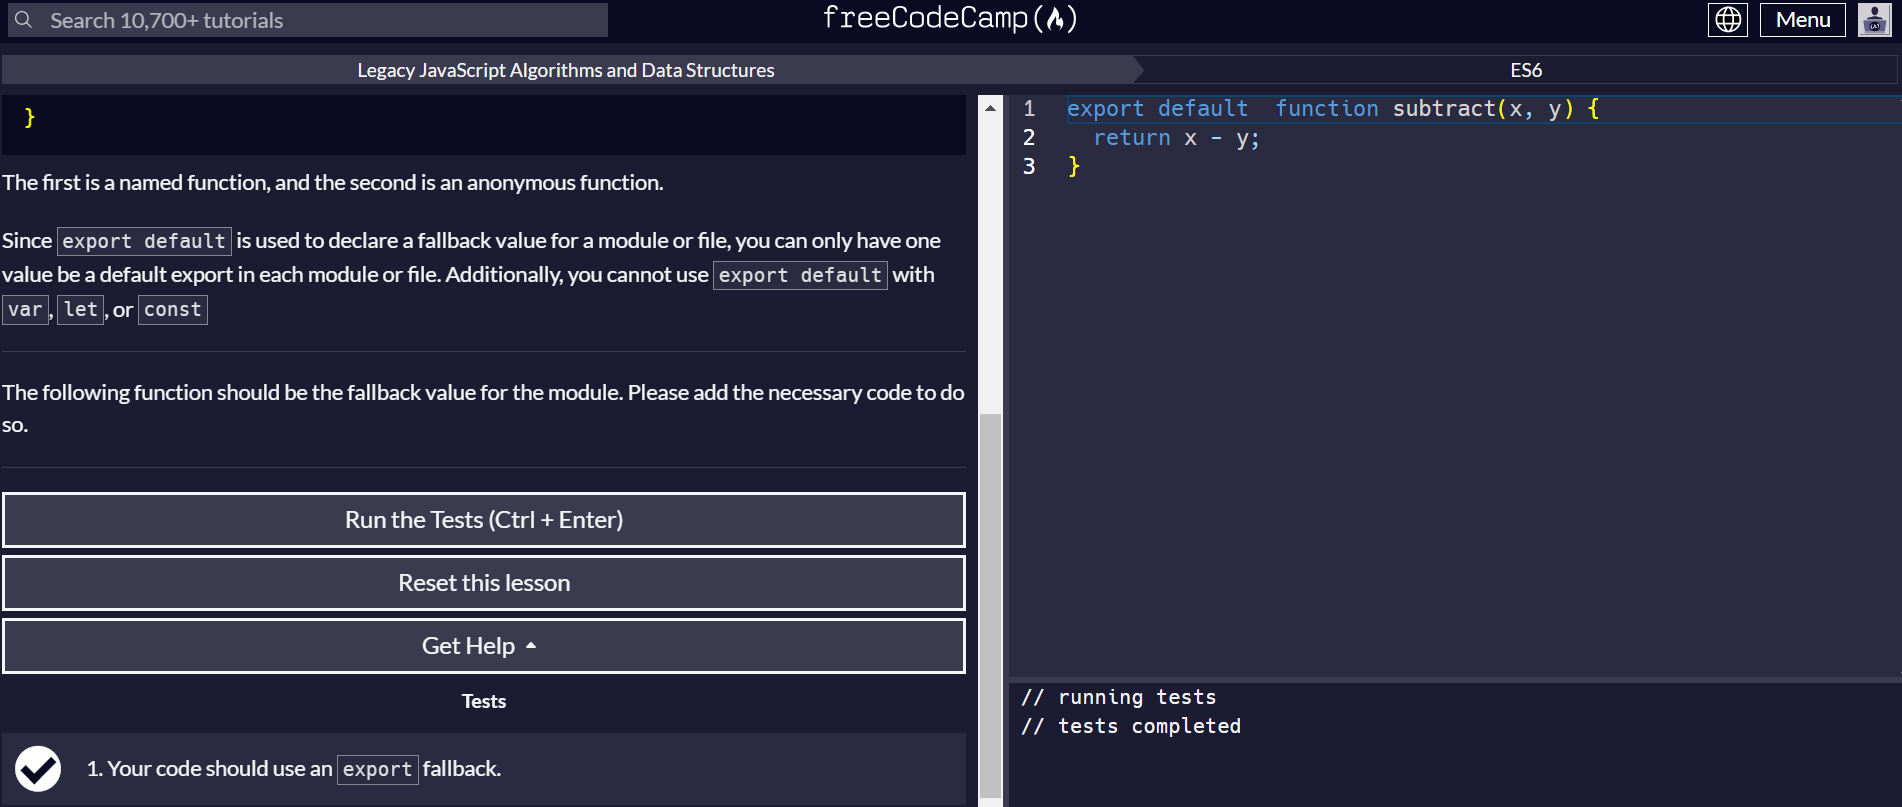 Search 10,700+ tutorials
freeCodeCamp
Menu
Legacy JavaScript Algorithms and Data Structures
ES6
}
The first is a named function, and the second is an anonymous function.
Since export default is used to declare a fallback value for a module or file, you can only have one
value be a default export in each module or file. Additionally, you cannot use export default with
var, let, or const
The following function should be the fallback value for the module. Please add the necessary code to do
so.
Run the Tests (Ctrl + Enter)
Reset this lesson
Get Help
Tests
1. Your code should use an export fallback.
1 export default  function subtract(x, y) {
2   return x - y;
3 }
// running tests
// tests completed